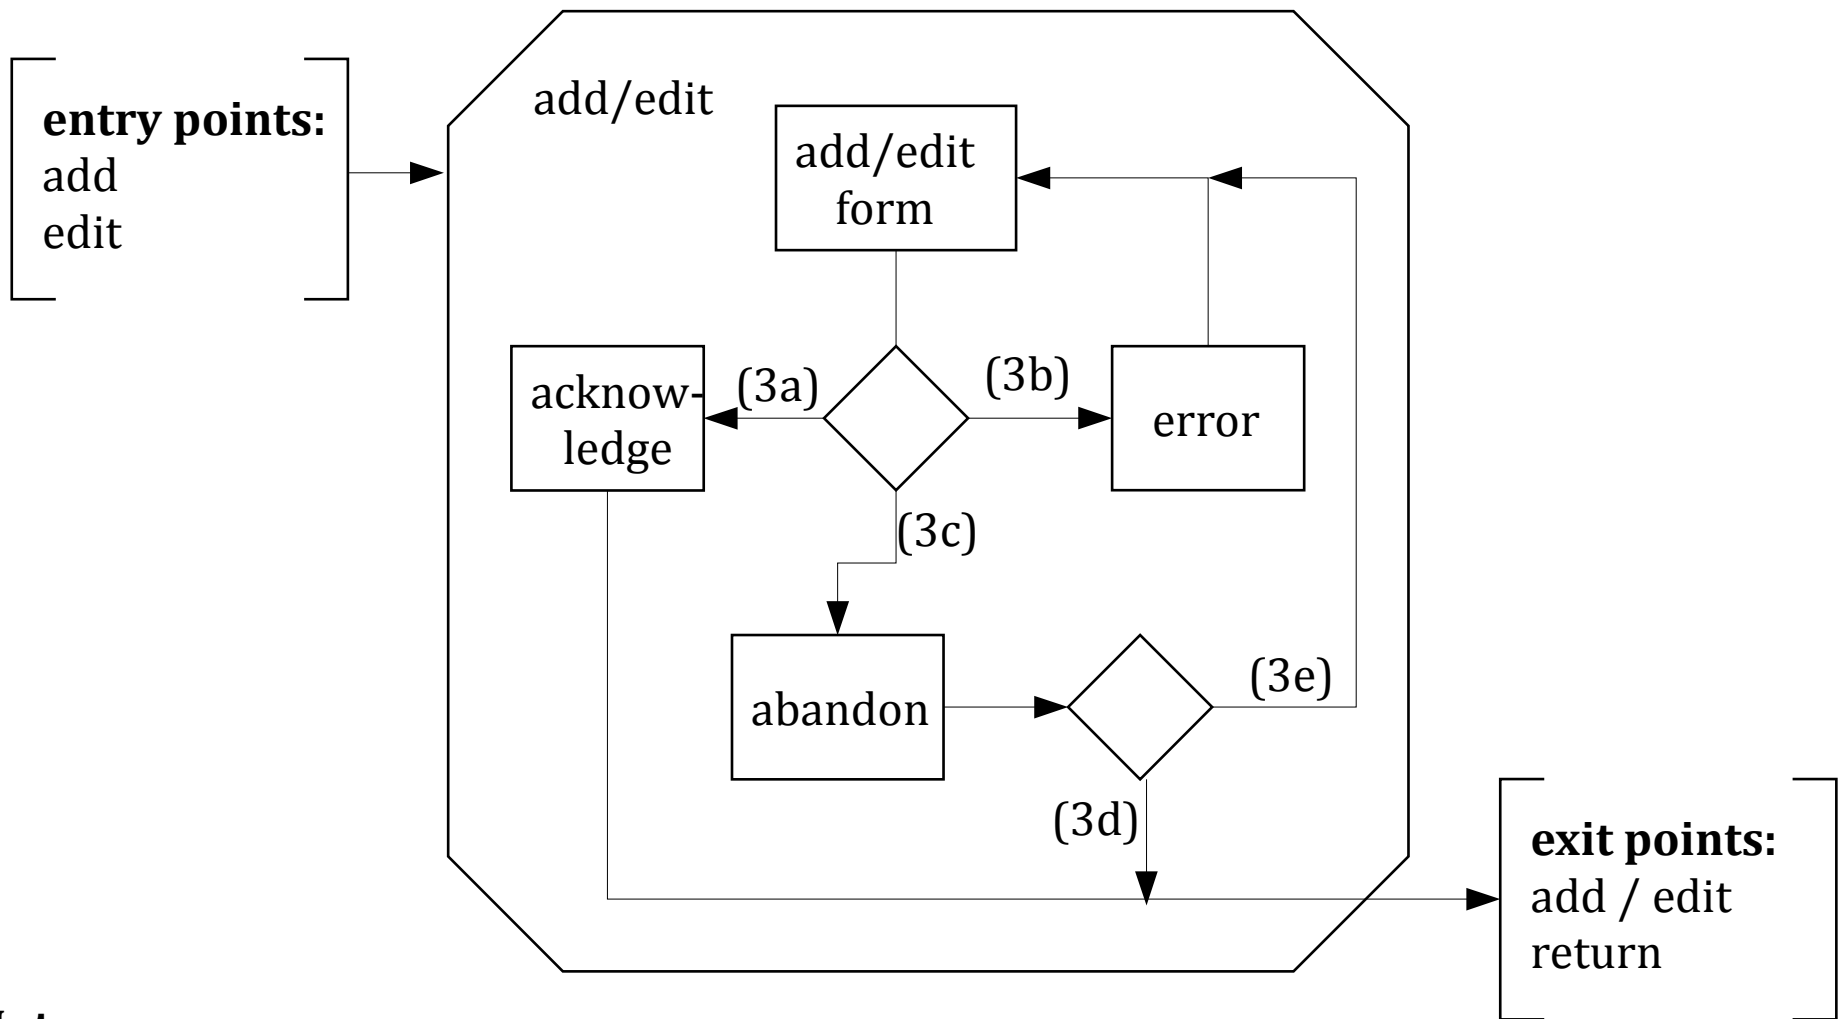 entry points:
add
edit
add/edit
add/edit
form
acknow-
ledge
(3a)
(3b)
error
(3c)
abandon
(3e)
(3d)
exit points:
add / edit
return